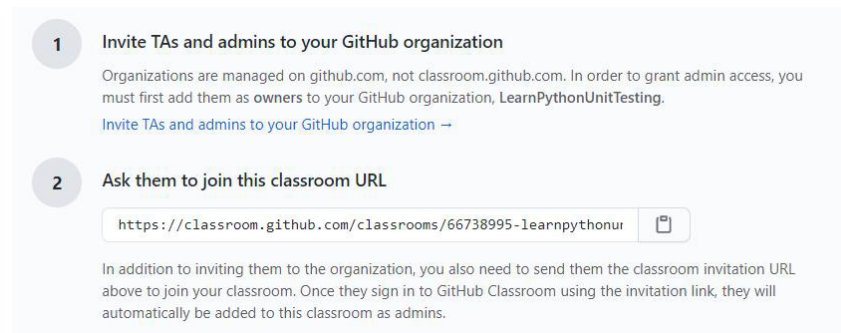 1
Invite TAs and admins to your GitHub organization
Organizations are managed on github.com, not classroom.github.com. In order to grant admin access, you
must first add them as owners to your GitHub organization, LearnPythonUnitTesting.
Invite TAs and admins to your GitHub organization →
2
Ask them to join this classroom URL
https://classroom.github.com/classrooms/66738995-learnpythonu
In addition to inviting them to the organization, you also need to send them the classroom invitation URL
above to join your classroom. Once they sign in to GitHub Classroom using the invitation link, they will
automatically be added to this classroom as admins.